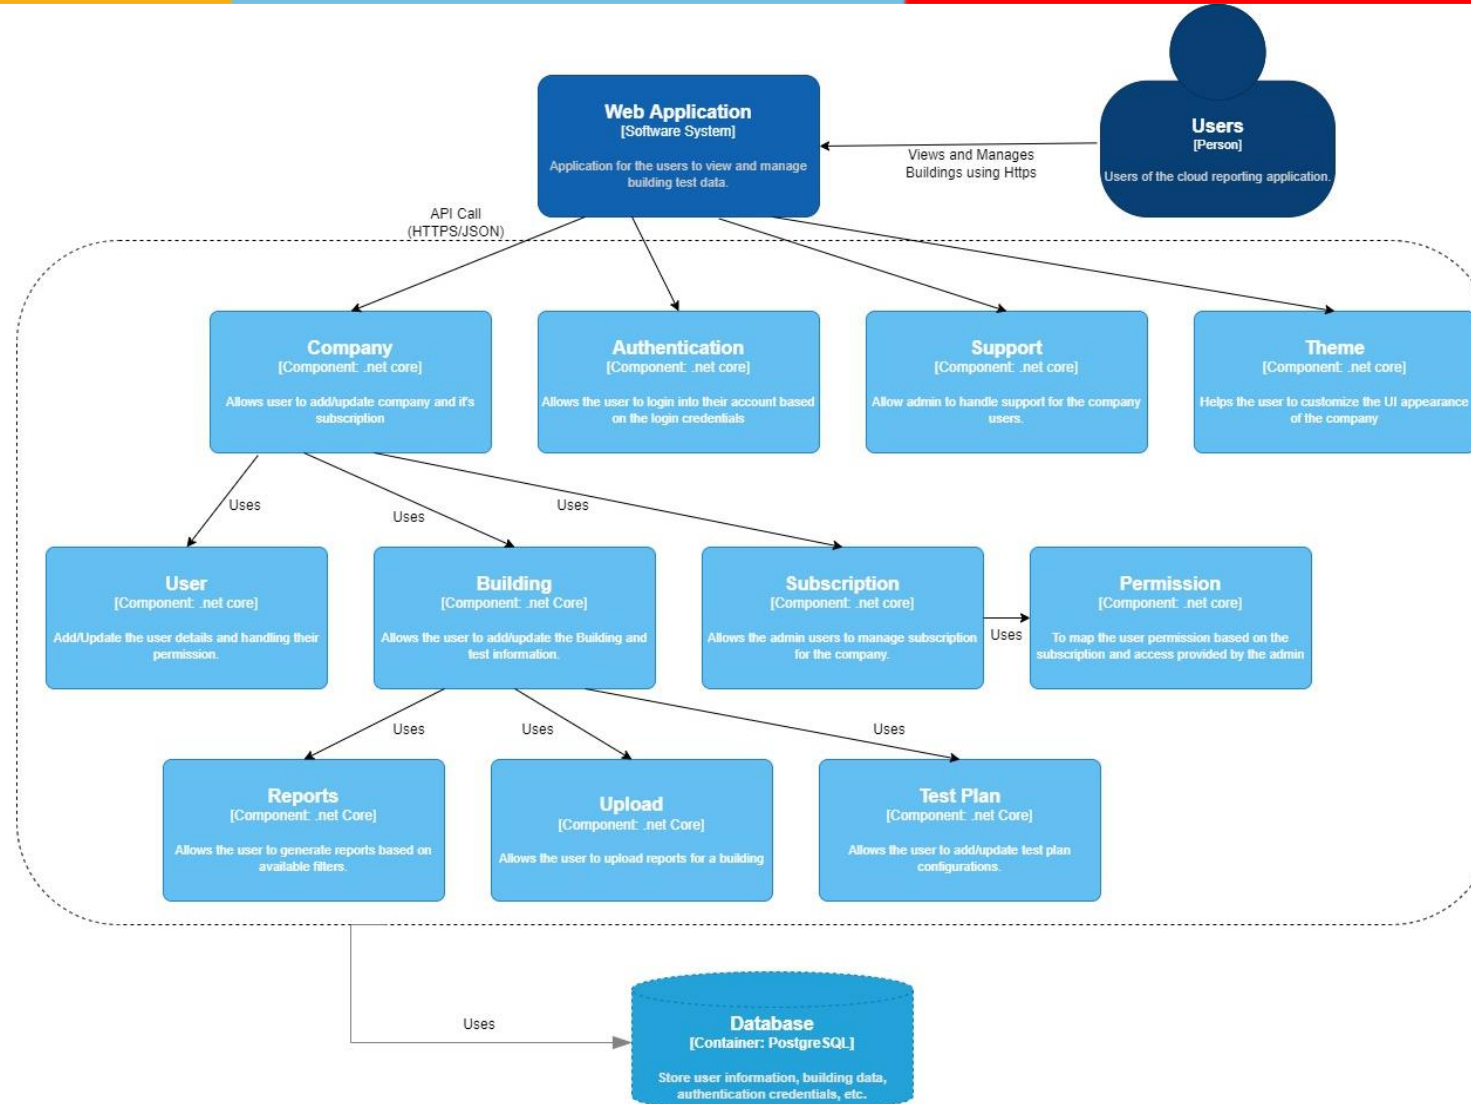 Web Application
[Software System]
Application for the users to view and manage
building test data.
Users
[Person]
Users of the cloud reporting application.
Views and Manages
Buildings using Https
API Call
(HTTPS/JSON)
Company
[Component: .net core]
Allows user to add/update company and it's
subscription
Authentication
[Component: .net core]
Allows the user to login into their account based
on the login credentials
Support
[Component: .net core]
Allow admin to handle support for the company
users.
Theme
[Component: .net core]
Helps the user to customize the UI appearance
of the company
Uses
Uses
Uses
User
[Component: .net core]
Add/Update the user details and handling their
permission.
Building
[Component: .net Core]
Allows the user to add/update the Building and
test information.
Subscription
[Component: .net core]
Allows the admin users to manage subscription
for the company.
Uses
Permission
[Component: .net core]
To map the user permission based on the
subscription and access provided by the admin
Uses
Uses
Uses
Reports
[Component: .net Core]
Allows the user to generate reports based on
available filters.
Upload
[Component: .net Core]
Allows the user to upload reports for a building
Test Plan
[Component: .net Core]
Allows the user to add/update test plan
configurations.
Uses
Database
[Container: PostgreSQL]
Store user information, building data,
authentication credentials, etc.